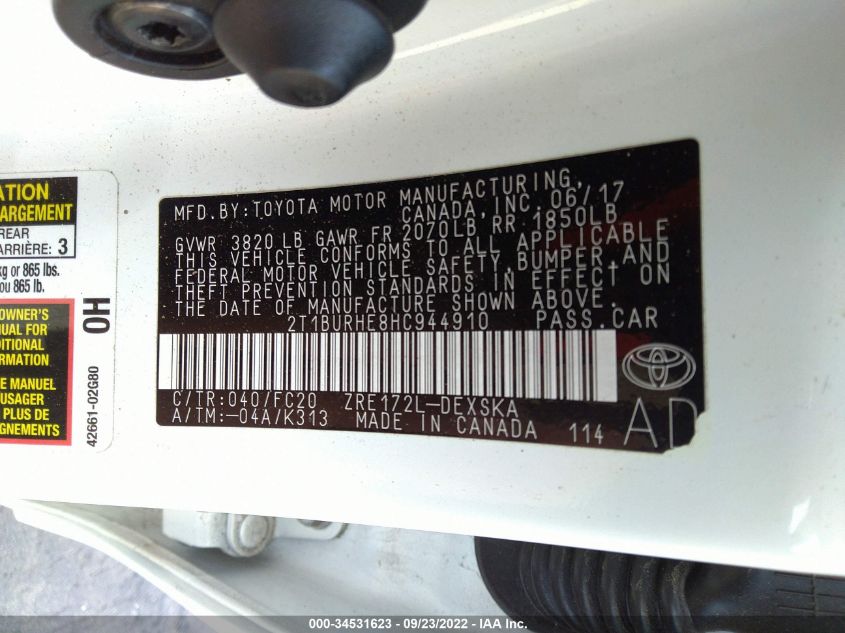 ATION
ARGEMENT
REAR
ARRIÈRE: 3
kg or 865 lbs.
ou 865 lb.
OWNER'S
UAL FOR
DITIONAL
RMATION
LE MANUEL
USAGER
PLUS DE
IGNEMENTS
OH
42661-02G80
MFD. BY: TOYOTA MOTOR MANUFACTURING,
CANADA, INC. 06/17
GVWR 3820 LB GAWR FR 2070LB RR 1850LB
THIS VEHICLE CONFORMS TO ALL APPLICABLE
FEDERAL MOTOR VEHICLE SAFETY, BUMPER, AND
THEFT PREVENTION STANDARDS IN EFFECT ON
THE DATE OF MANUFACTURE SHOWN ABOVE.
2T1BURHE8HC944910 PASS. CAR
C/TR: 040/FC20 ZRE172L-DEXSKA
A/TM: -04A/K313 MADE IN CANADA 114
AP
000-34531623 - 09/23/2022 - IAA Inc.